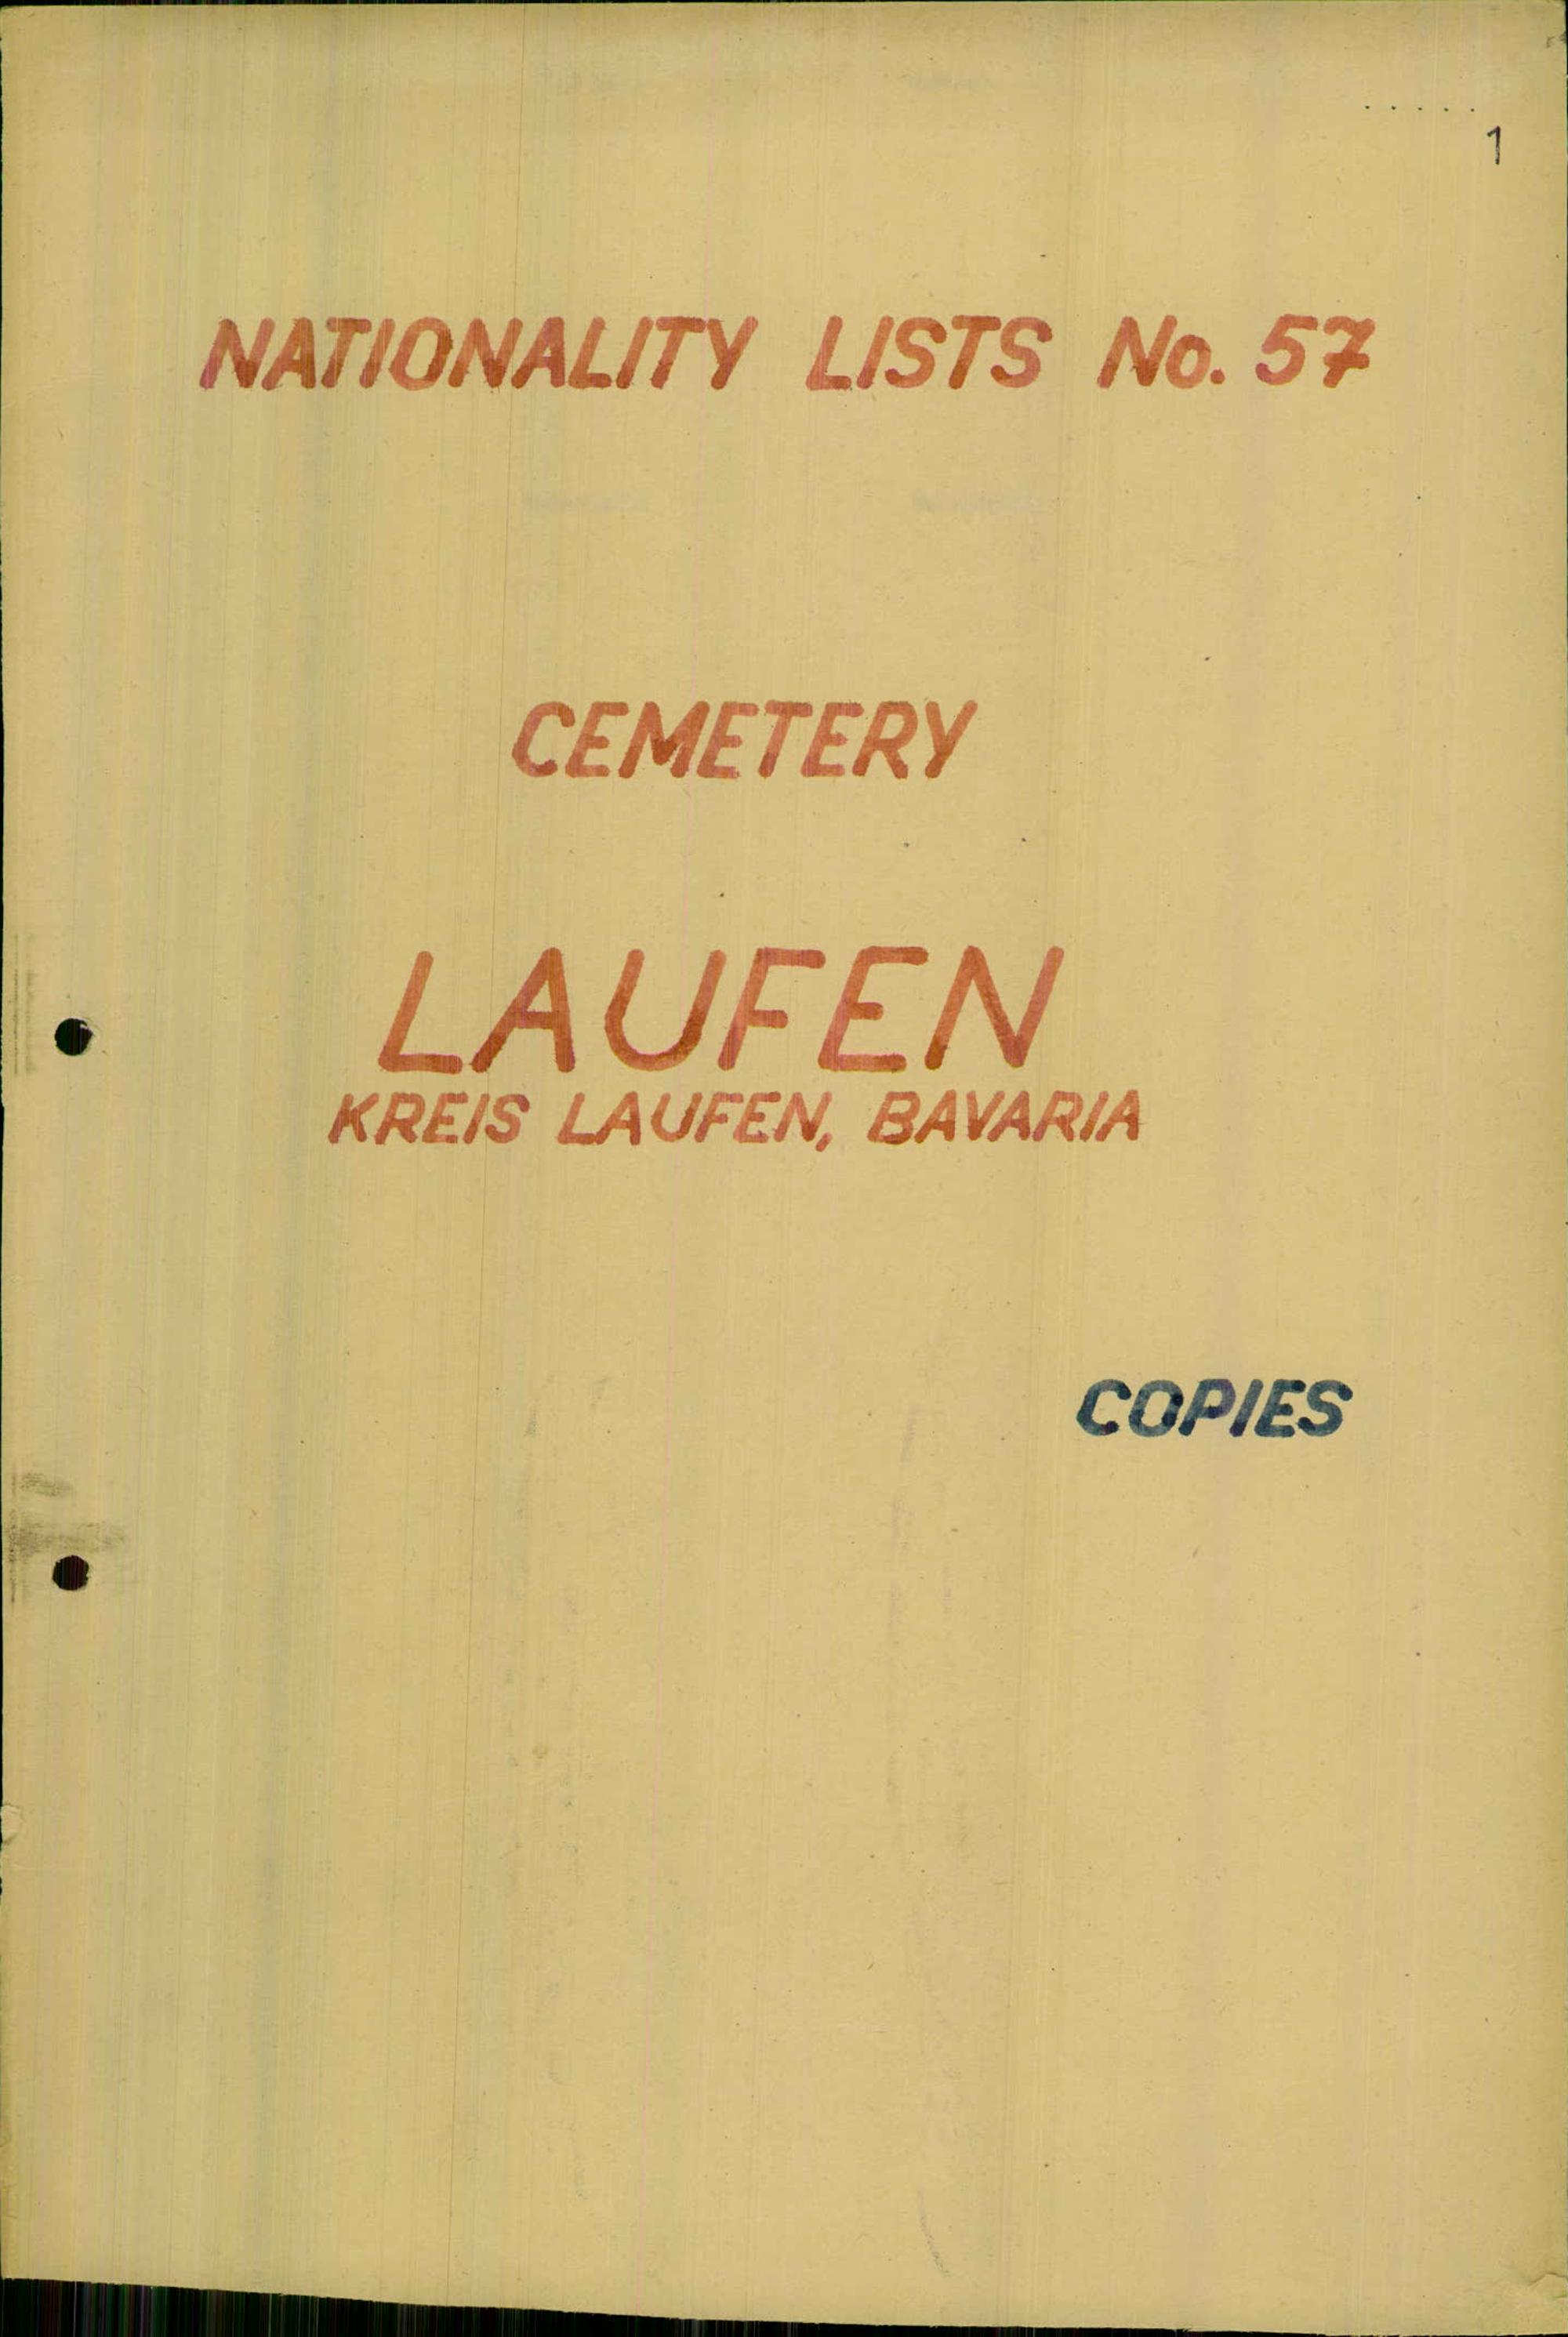 1
NATIONALITY LISTS No. 57
CEMETERY
LAUFEN
KREIS LAUFEN, BAVARIA
COPIES